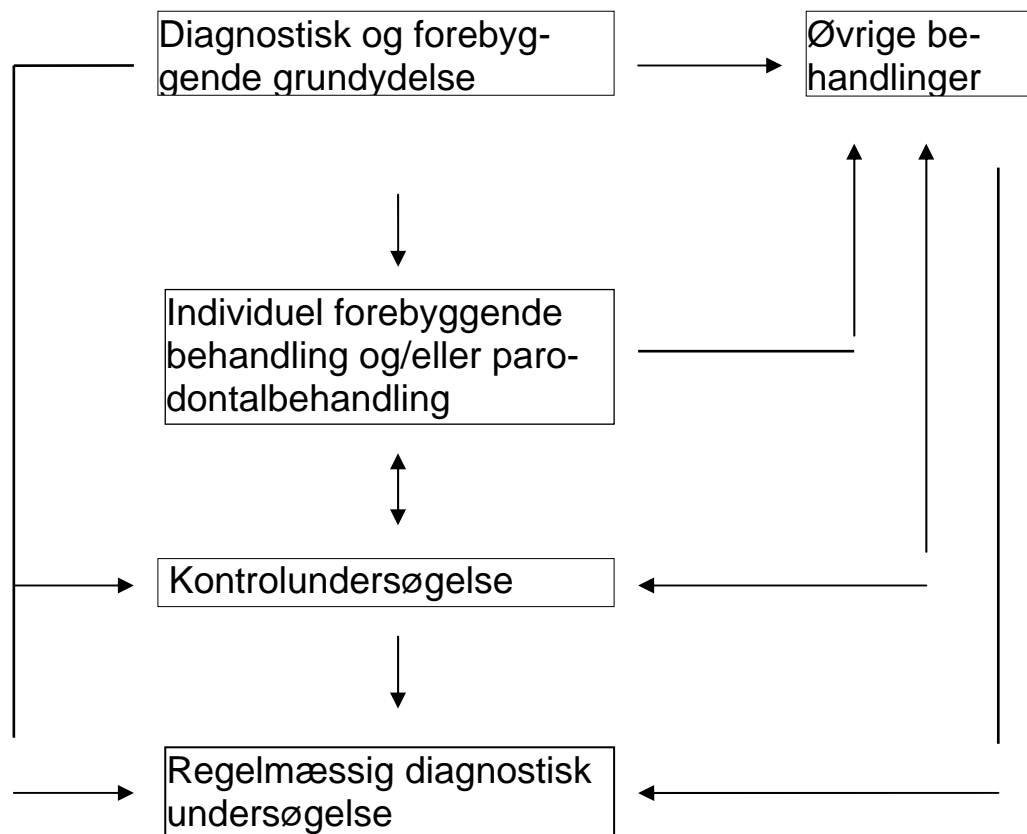 Diagnostisk og forebyg-
gende grundydelse
Øvrige be-
handlinger
Individuel forebyggende
behandling og/eller paro-
dontalbehandling
Kontrolundersøgelse
Regelmæssig diagnostisk
undersøgelse